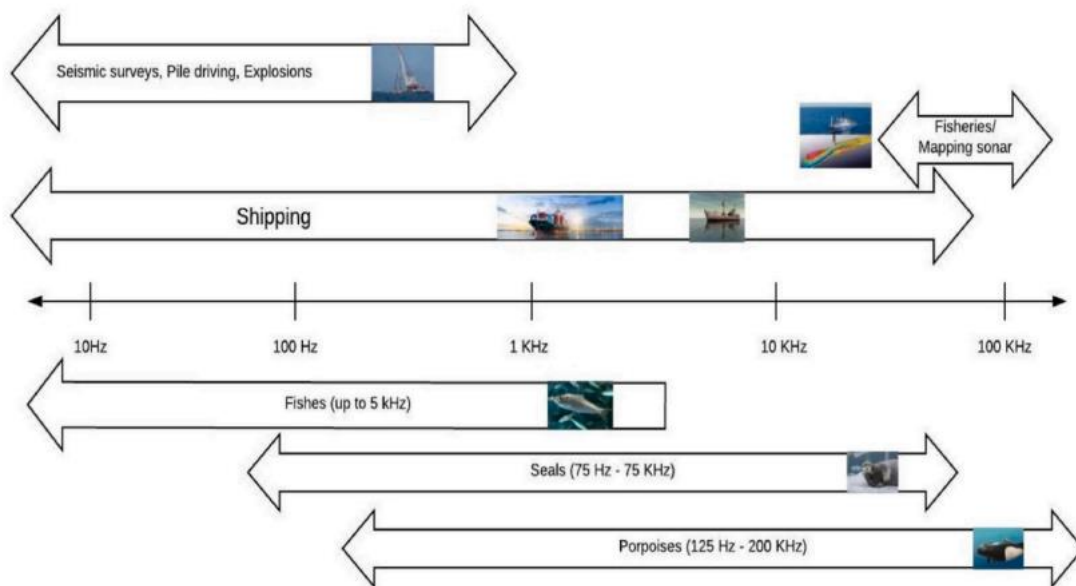 Seismic surveys, Pile driving, Explosions
Fisheries/
Mapping sonar
Shipping
10Hz
100 Hz
1 KHz
10 KHz
100 KHz
Fishes (up to 5 kHz)
Seals (75 Hz - 75 KHz)
Porpoises (125 Hz - 200 KHz)